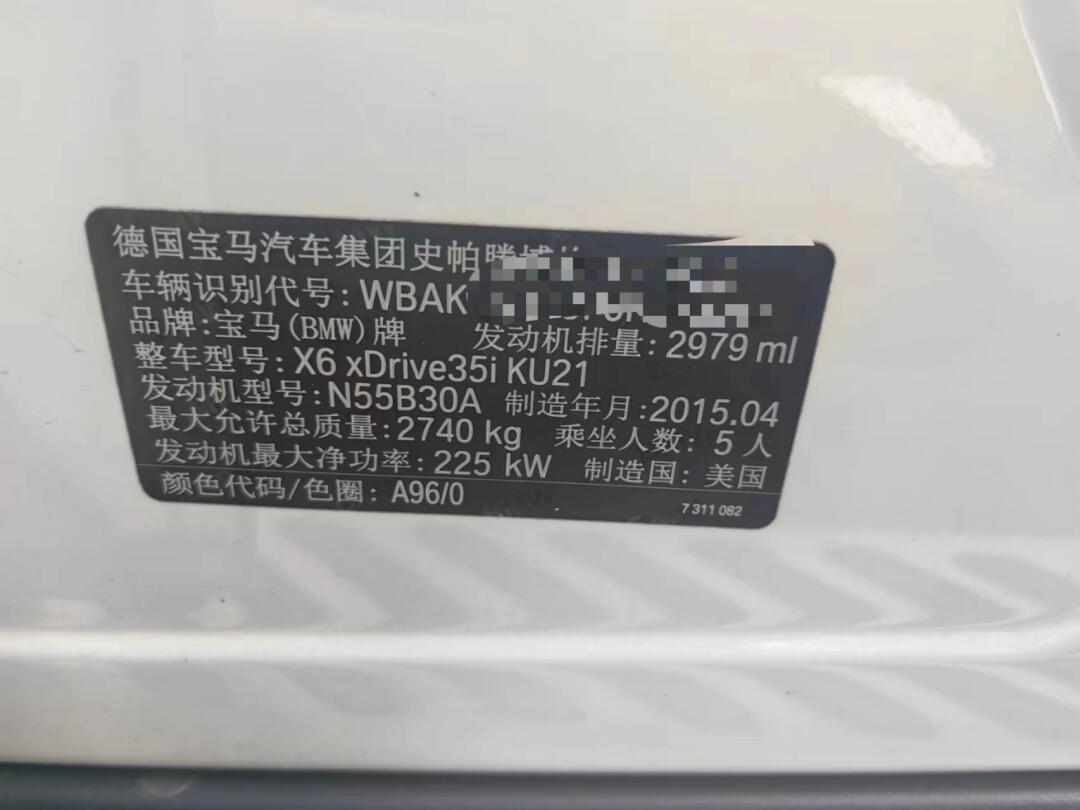 德国宝马汽车集团史帕腾
车辆识别代号: WBAK
品牌: 宝马(BMW)牌 发动机排量: 2979 ml
整车型号: X6 xDrive35i KU21
发动机型号: N55B30A 制造年月: 2015.04
最大允许总质量: 2740 kg 乘坐人数: 5 人
发动机最大净功率: 225 kW 制造国: 美国
颜色代码/色圈: A96/0
7 311 082